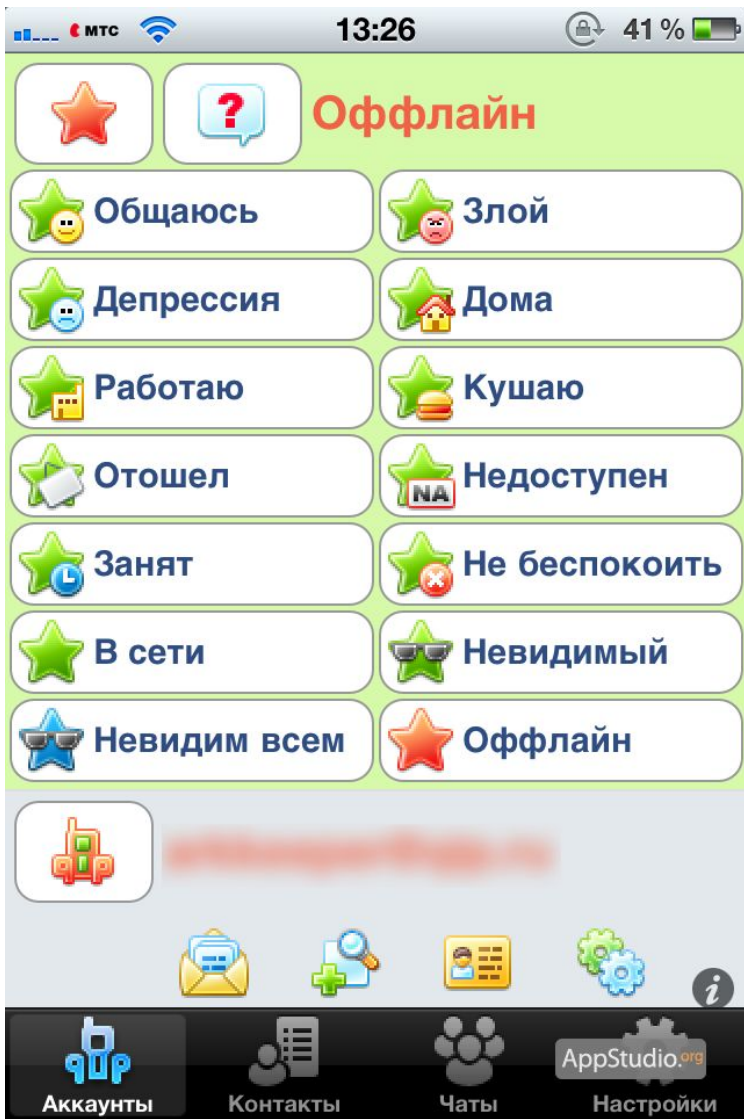 МТС 13:26 41 %
? Оффлайн
Общаюсь Злой
Депрессия Дома
Работаю Кушаю
Отошел NA Недоступен
Занят Не беспокоить
В сети Невидимый
Невидим всем Оффлайн
i
qip AppStudio.org
Аккаунты Контакты Чаты Настройки